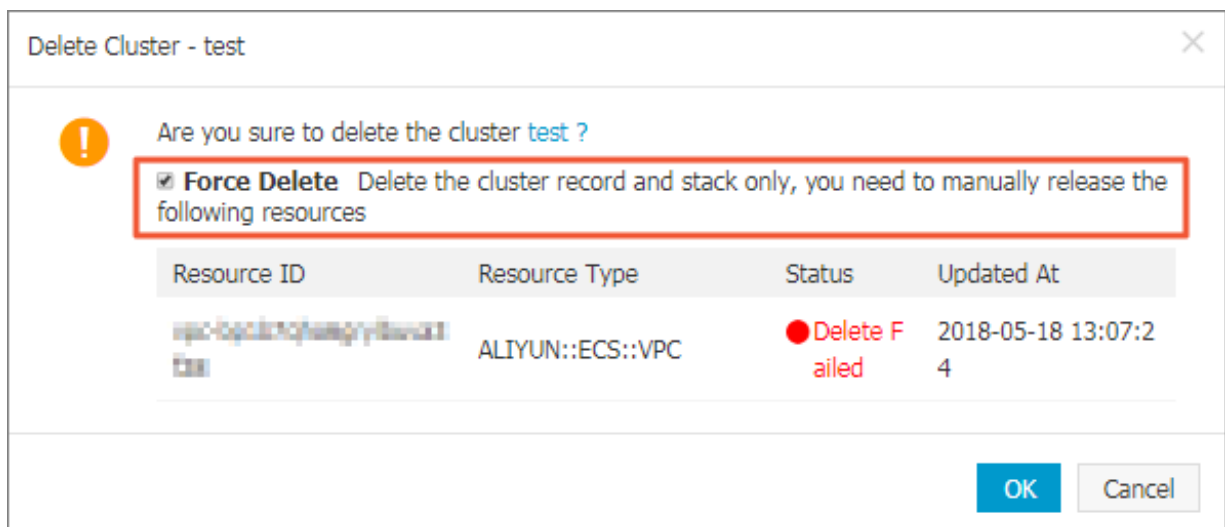 Delete Cluster - test
Are you sure to delete the cluster test ?
Force Delete Delete the cluster record and stack only, you need to manually release the
following resources
Resource ID Resource Type Status Updated At
ALIYUN::ECS::VPC Delete F 2018-05-18 13:07:2
ailed 4
OK Cancel